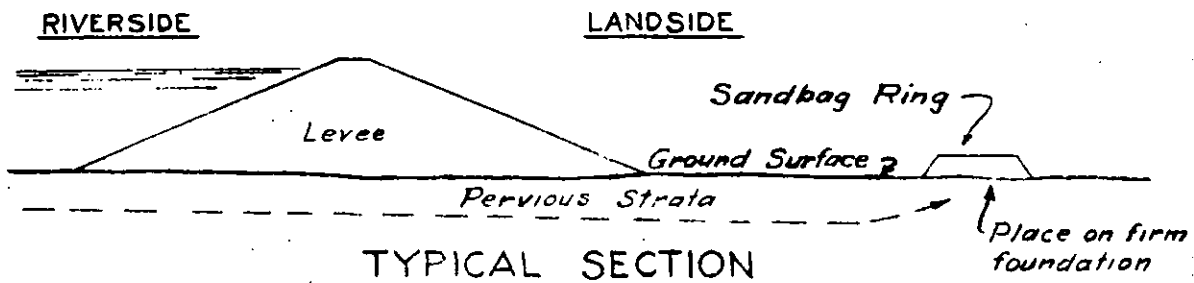 RIVERSIDE
LANDSIDE
Sandbag Ring
Levee
Ground Surface
Pervious Strata
Place on firm
foundation
TYPICAL SECTION